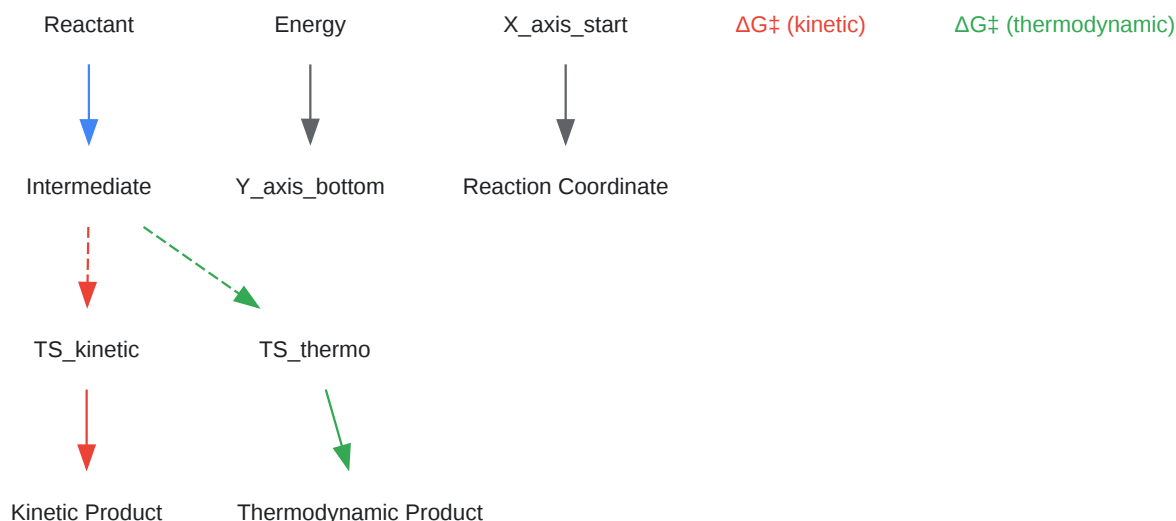 Reactant
Energy
X_axis_start
ΔG‡ (kinetic)
ΔG‡ (thermodynamic)
Intermediate
Y_axis_bottom
Reaction Coordinate
TS_kinetic
TS_thermo
Kinetic Product
Thermodynamic Product